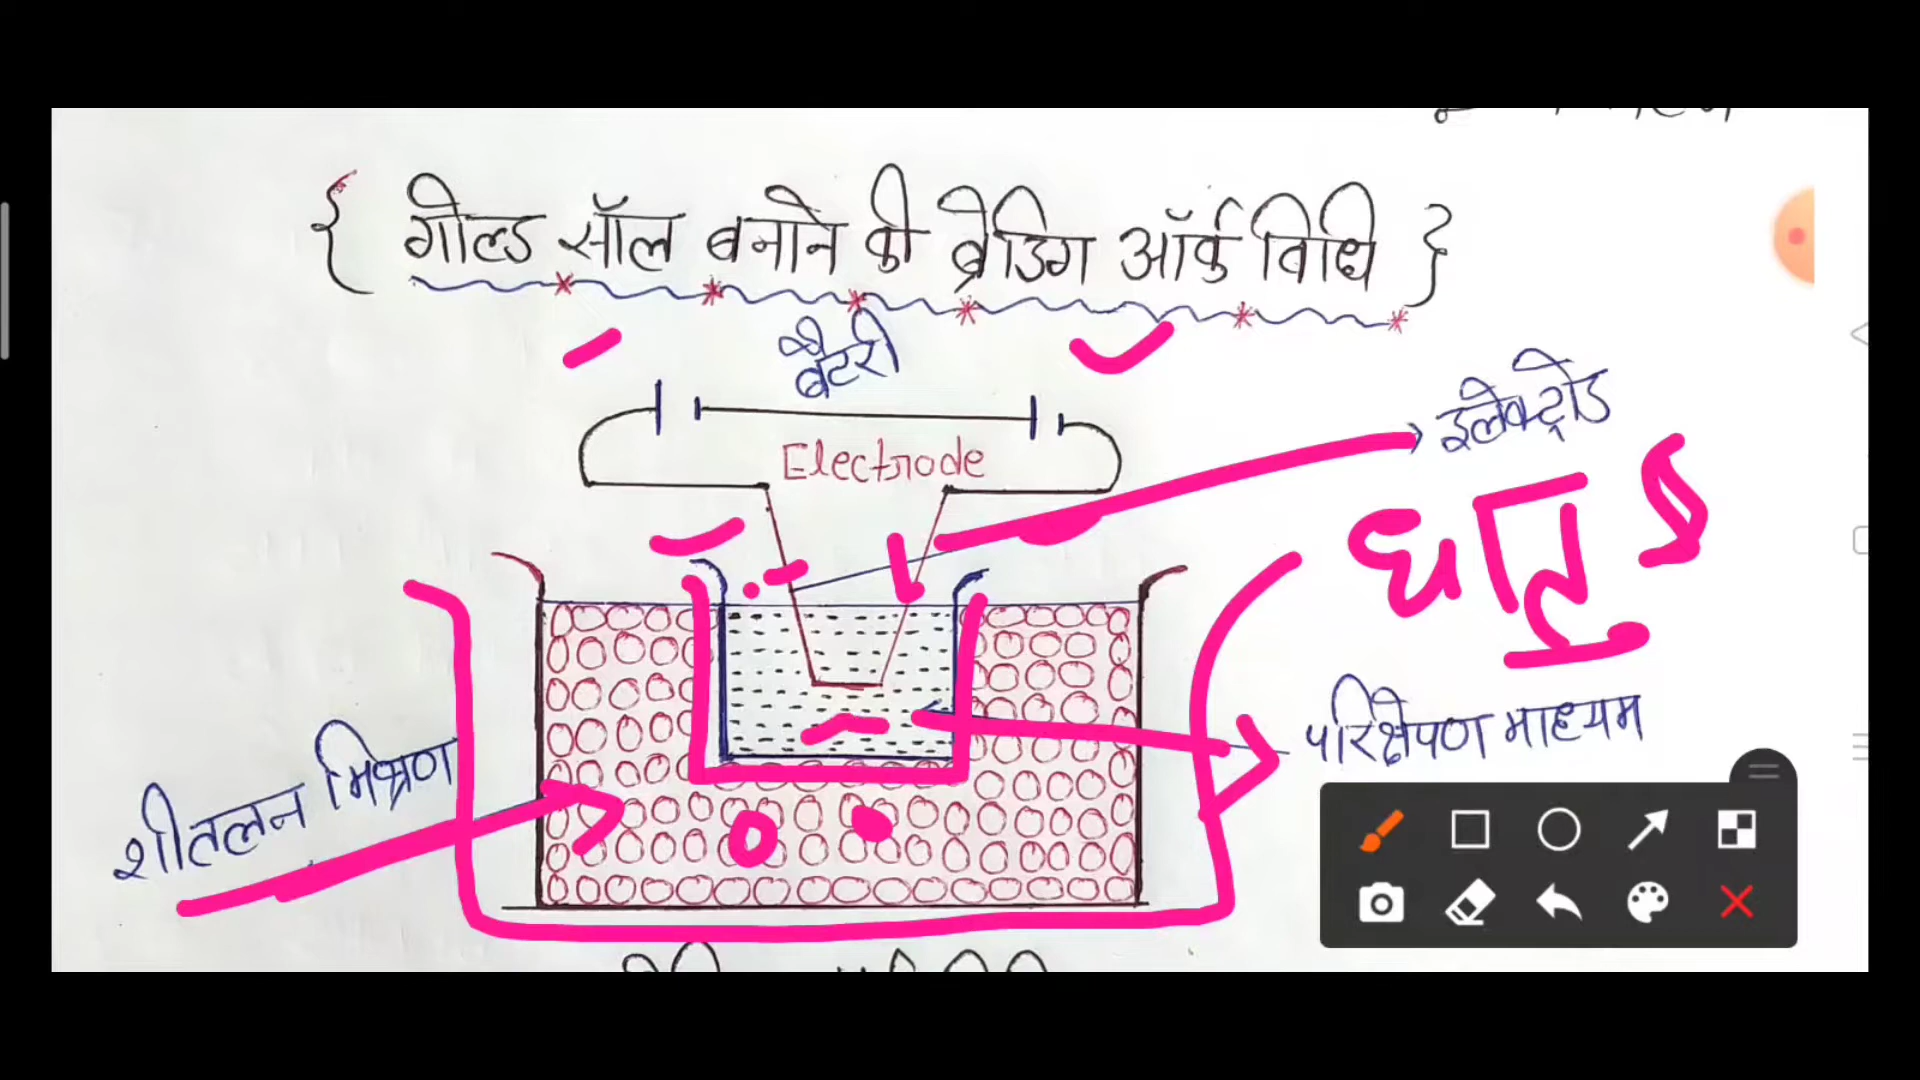 { गोल्ड सॉल बनाने की ब्रेडिग ऑर्क विधि }
बैटरी
इलेक्ट्रोड
Electrode
धातु
परिक्षेपण माध्यम
शीतलन मिश्रण